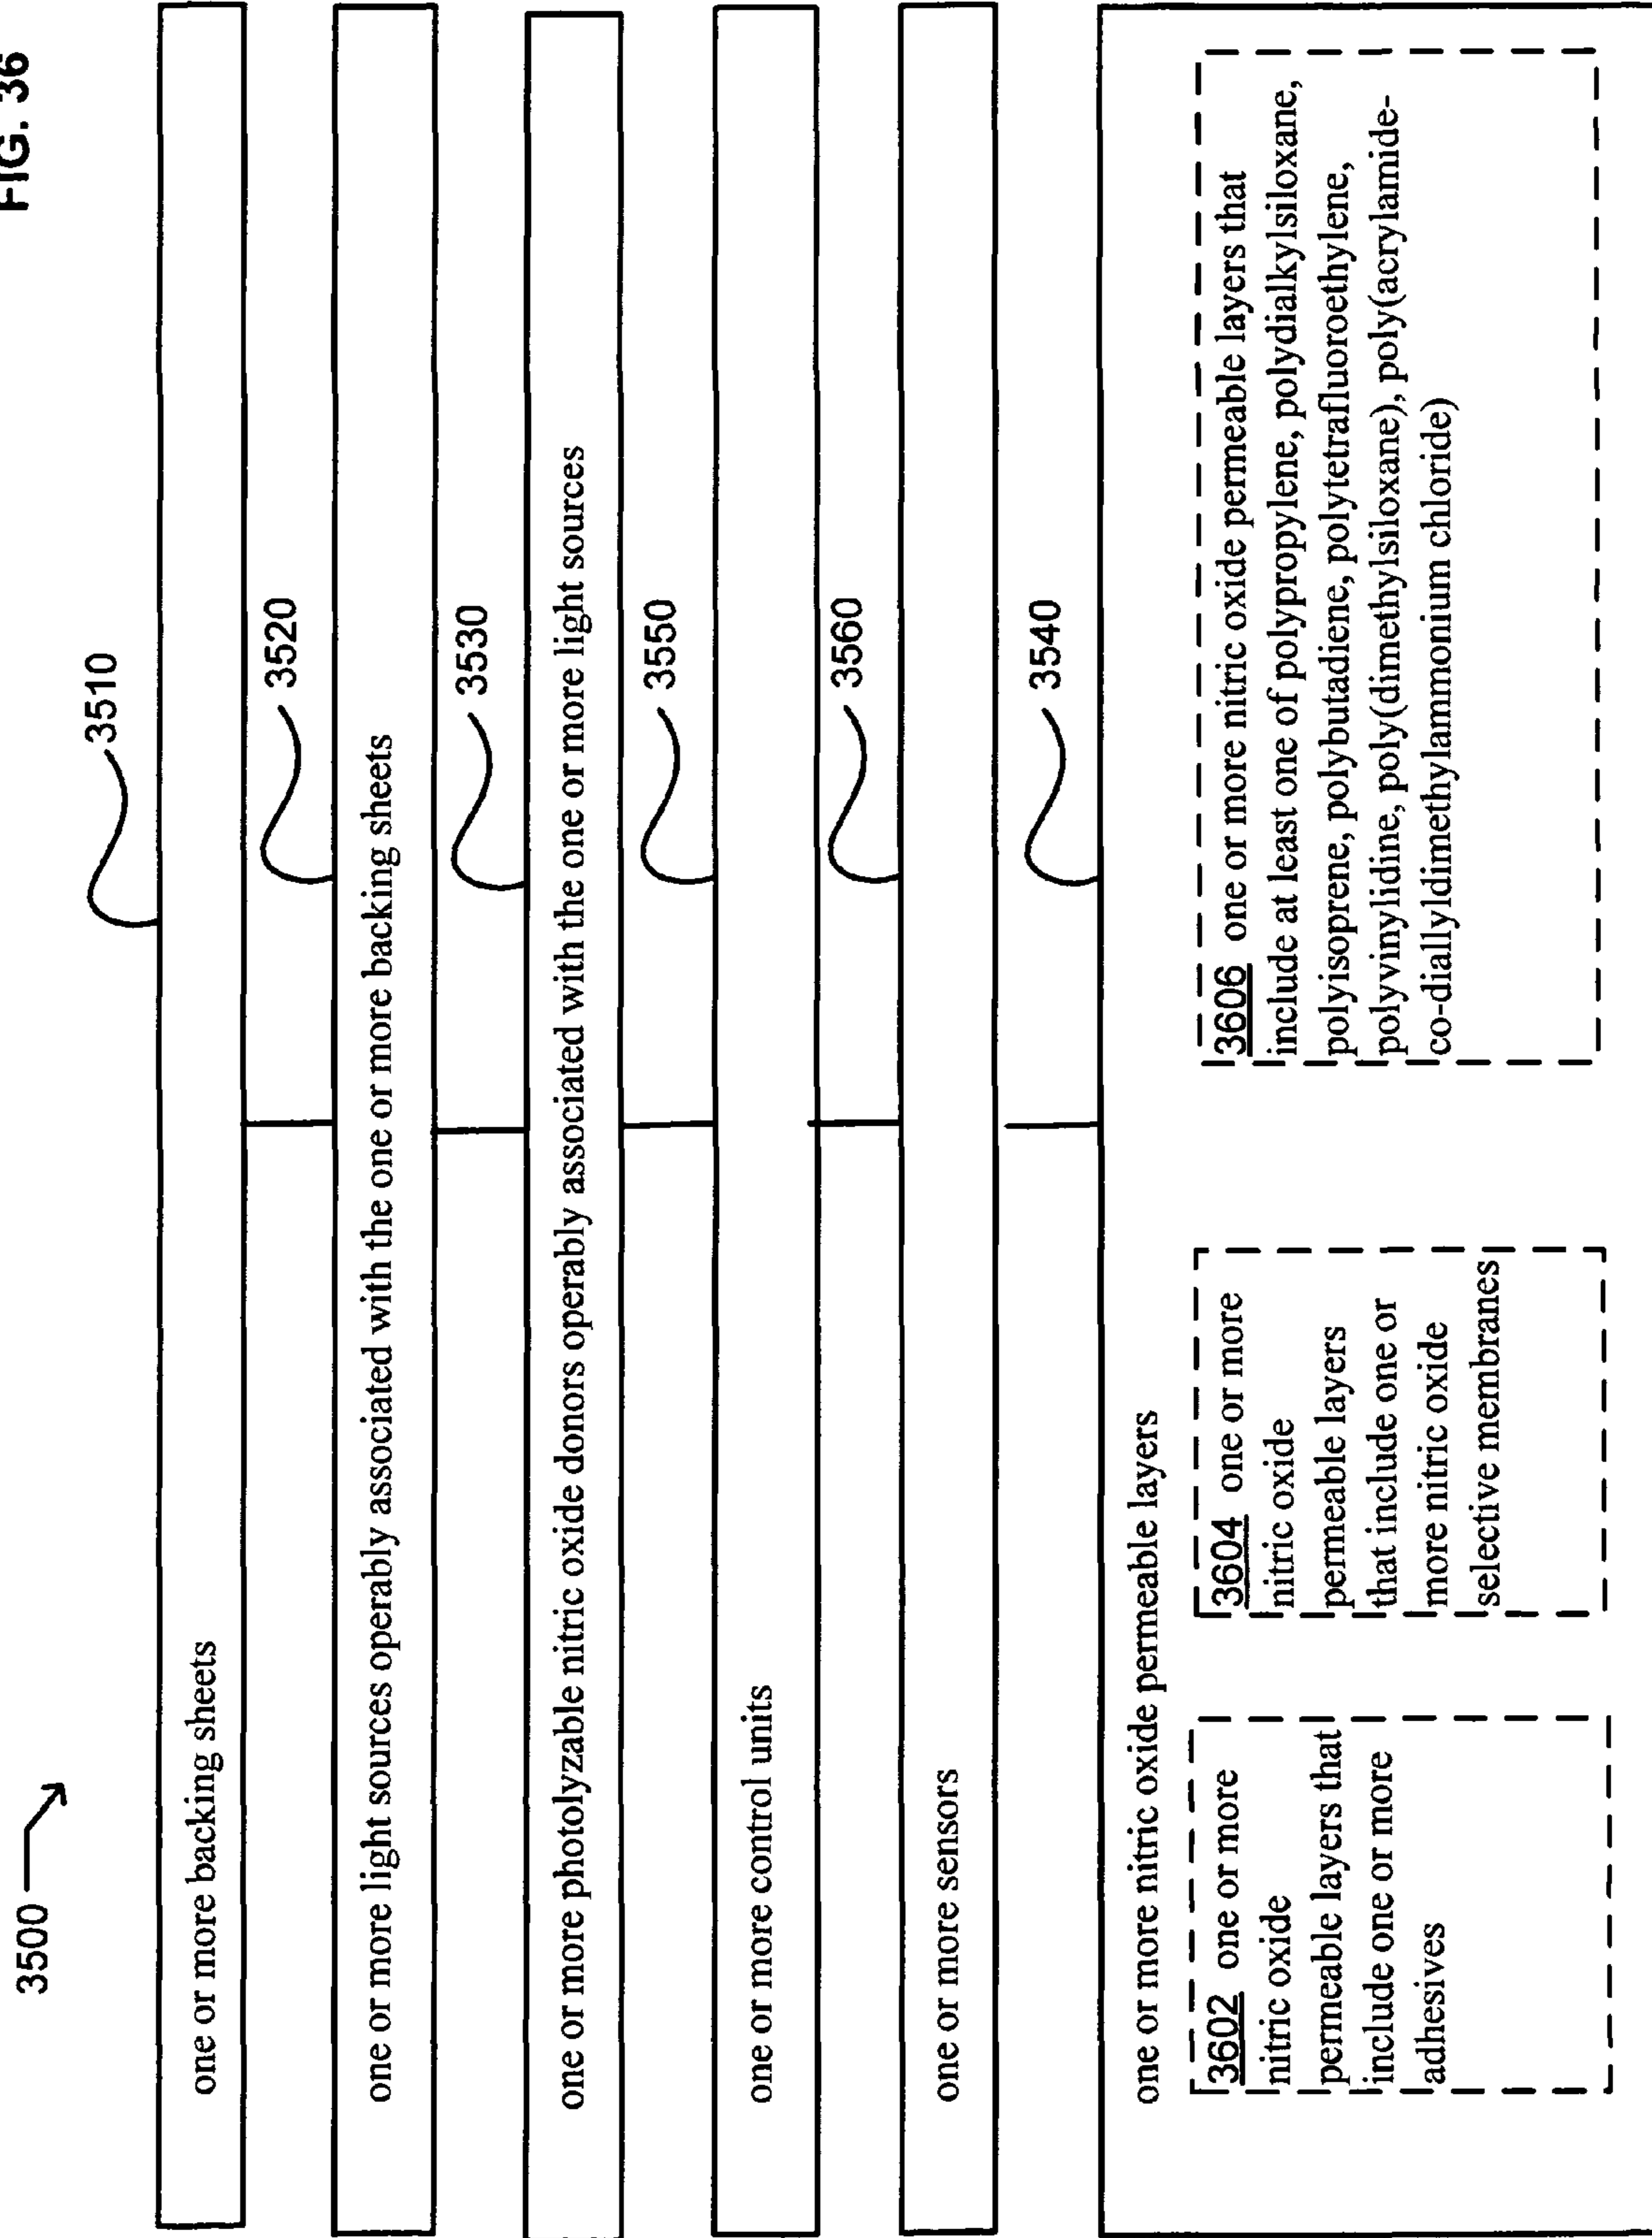 FIG. 36
3500
3510
one or more backing sheets
3520
one or more light sources operably associated with the one or more backing sheets
3530
one or more photolyzable nitric oxide donors operably associated with the one or more light sources
3550
one or more control units
3560
one or more sensors
3540
one or more nitric oxide permeable layers
3602 one or more
nitric oxide
permeable layers that
include one or more
adhesives
3604 one or more
nitric oxide
permeable layers
that include one or
more nitric oxide
selective membranes
3606 one or more nitric oxide permeable layers that
include at least one of polypropylene, polydialkylsiloxane,
polyisoprene, polybutadiene, polytetrafluoroethylene,
polyvinylidine, poly(dimethylsiloxane), poly(acrylamide-
co-diallyldimethylammonium chloride)